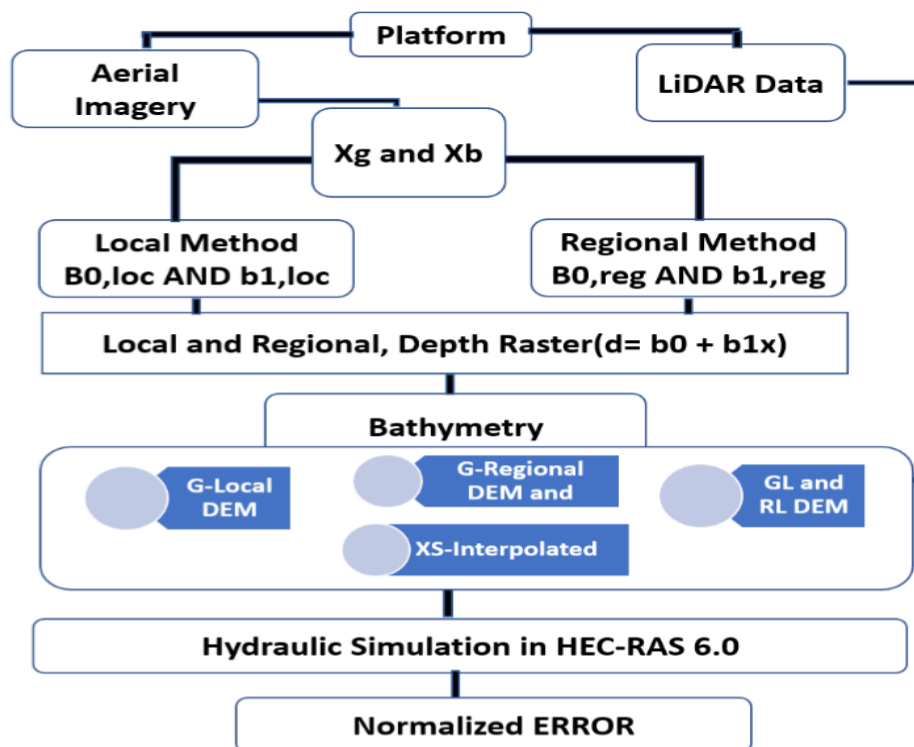 Platform
Aerial
Imagery
LiDAR Data
Xg and Xb
Local Method
B0,loc AND b1,loc
Regional Method
B0,reg AND b1,reg
Local and Regional, Depth Raster(d= b0 + b1x)
Bathymetry
G-Local
DEM
G-Regional
DEM and
GL and
RL DEM
XS-Interpolated
Hydraulic Simulation in HEC-RAS 6.0
Normalized ERROR